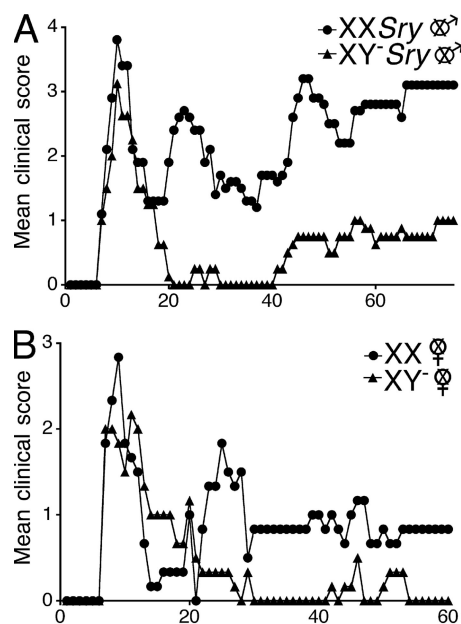 A
XXSry ♂
XY-Sry ♂
Mean clinical score
4
3
2
1
0
0 20 40 60
B
XX ♀
XY- ♀
Mean clinical score
3
2
1
0
0 20 40 60